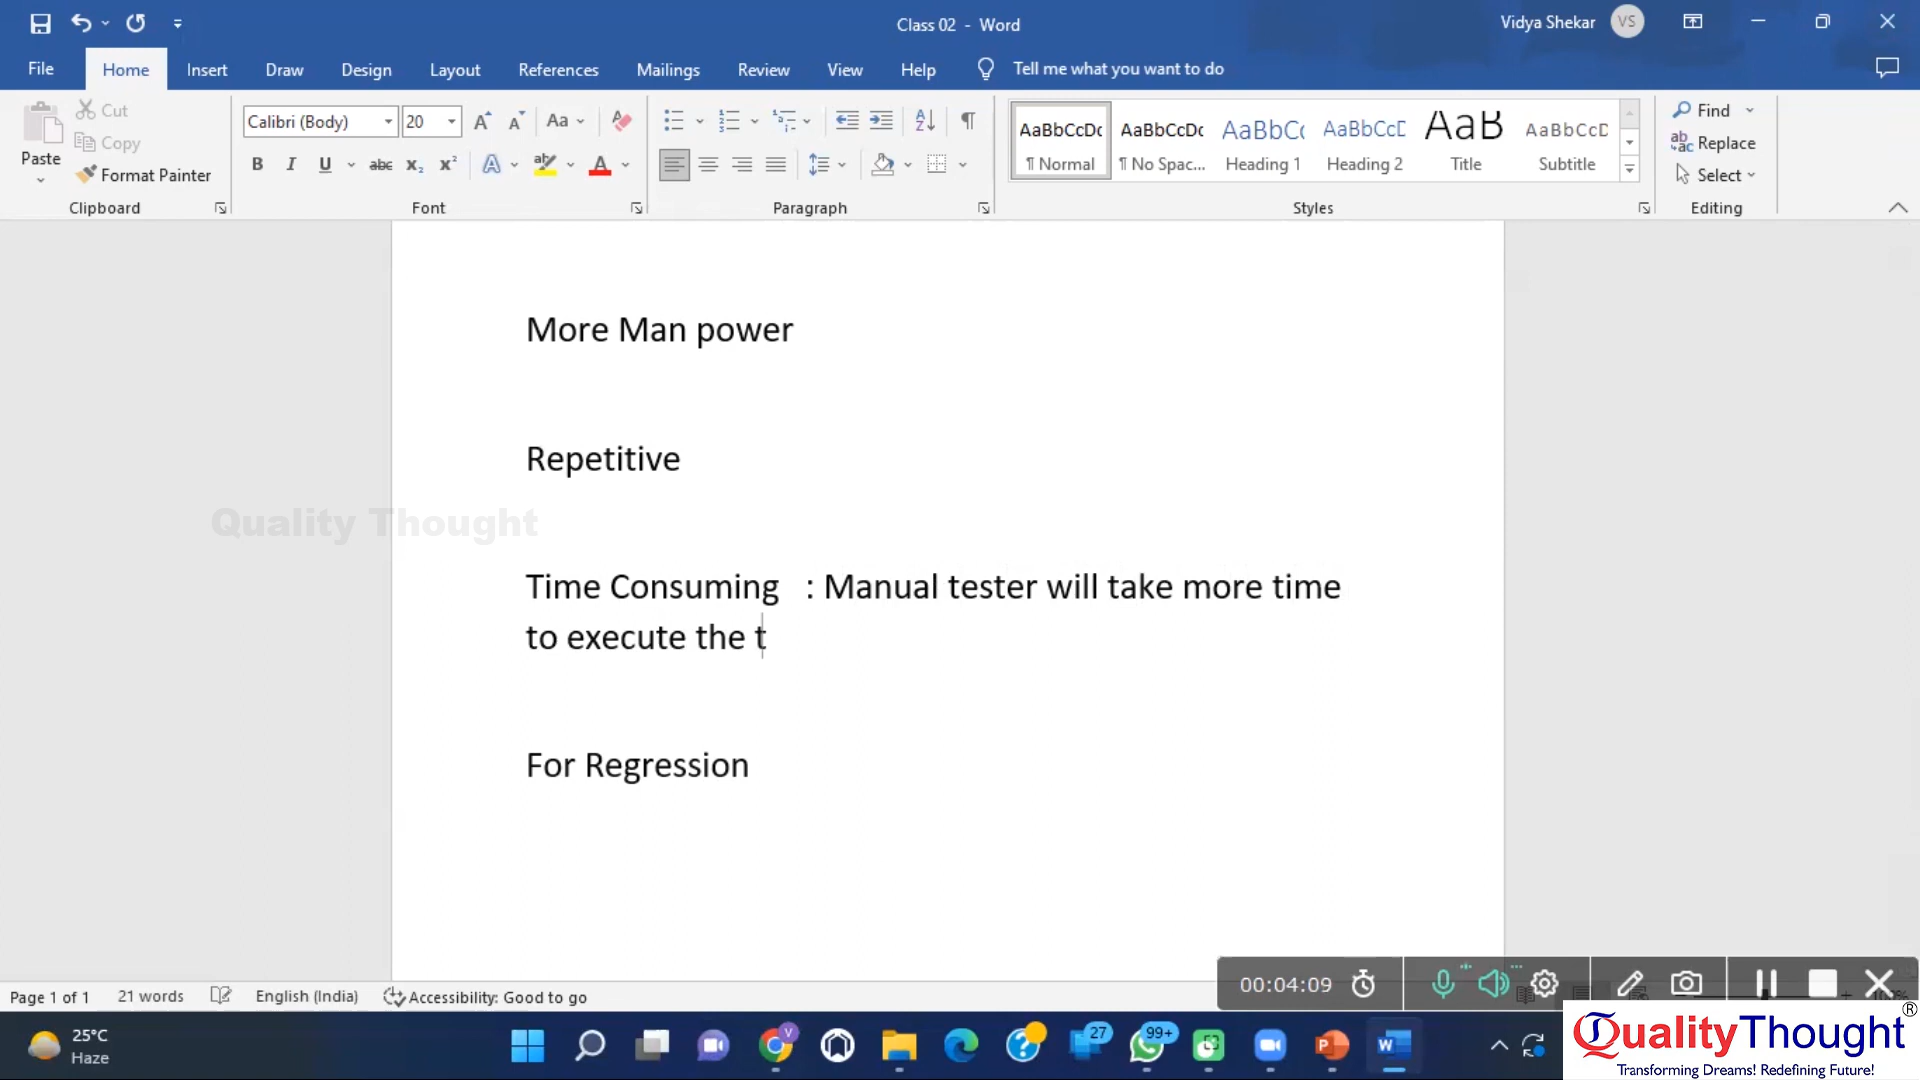 Class 02 - Word
Vidya Shekar VS
File Home Insert Draw Design Layout References Mailings Review View Help Tell me what you want to do
Cut
Copy
Paste
Format Painter
Clipboard
Calibri (Body) 20
Font
Paragraph
AaBbCcDc AaBbCcDc AaBbCc AaBbCcD AaB AaBbCcD
¶ Normal ¶ No Spac... Heading 1 Heading 2 Title Subtitle
Styles
Find
Replace
Select
Editing
More Man power
Repetitive
Quality Thought
Time Consuming : Manual tester will take more time
to execute the t
For Regression
00:04:09
Page 1 of 1 21 words English (India) Accessibility: Good to go
25°C
Haze
27
99+
QualityThought®
Transforming Dreams! Redefining Future!